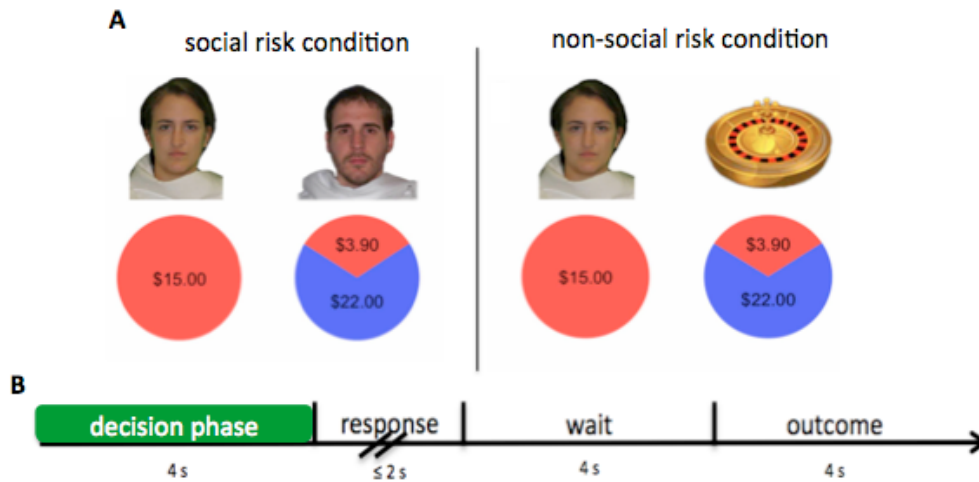 A
social risk condition
non-social risk condition
$15.00
$3.90
$22.00
$15.00
$3.90
$22.00
B
decision phase
response
wait
outcome
4 s
≤ 2 s
4 s
4 s